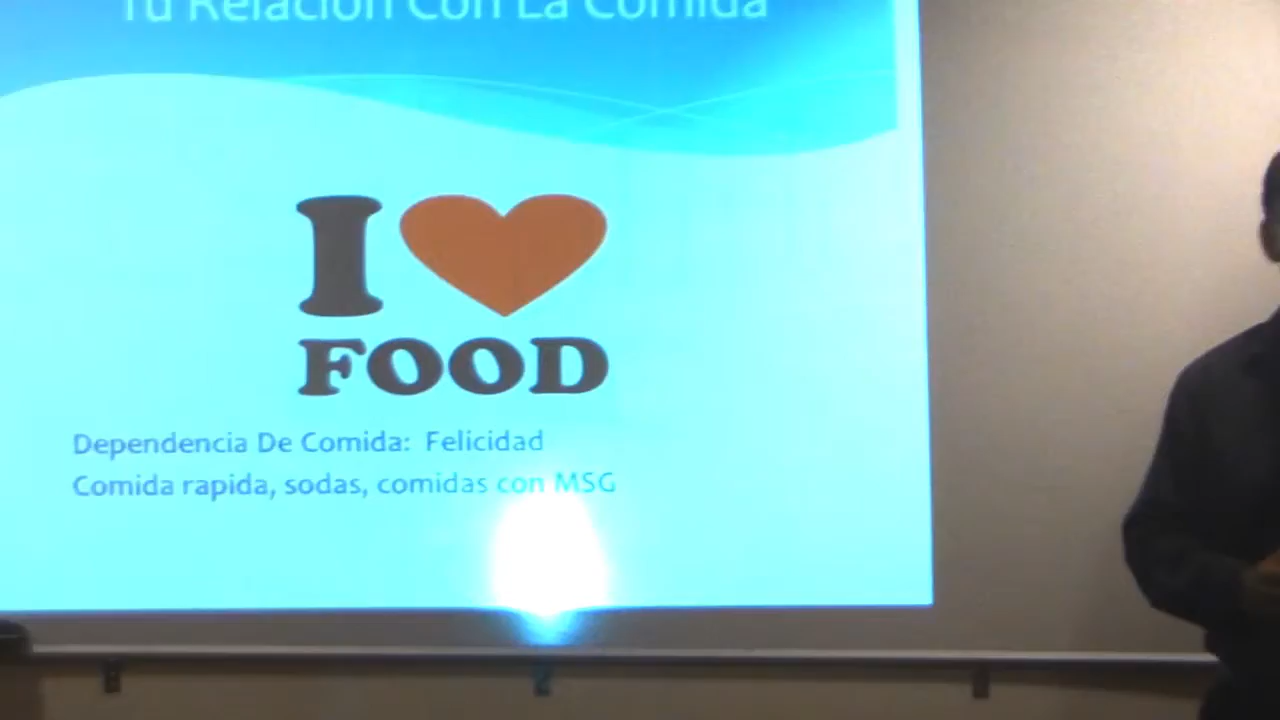 Tu Relacion Con La Comida
I
FOOD
Dependencia De Comida: Felicidad
Comida rapida, sodas, comidas con MSG